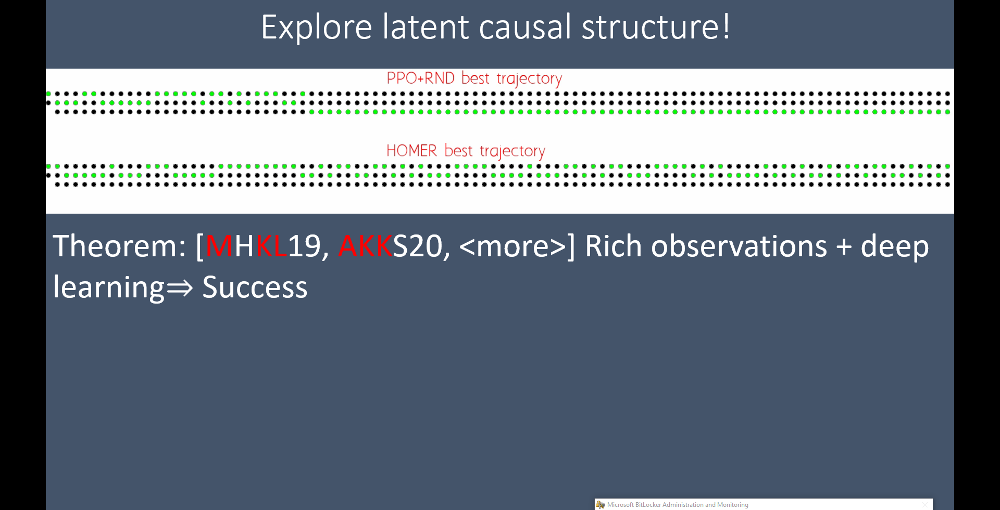 Explore latent causal structure!
PPO+RND best trajectory
HOMER best trajectory
Theorem: [MHKL19, AKKS20, <more>] Rich observations + deep
learning⇒ Success
Microsoft BitLocker Administration and Monitoring